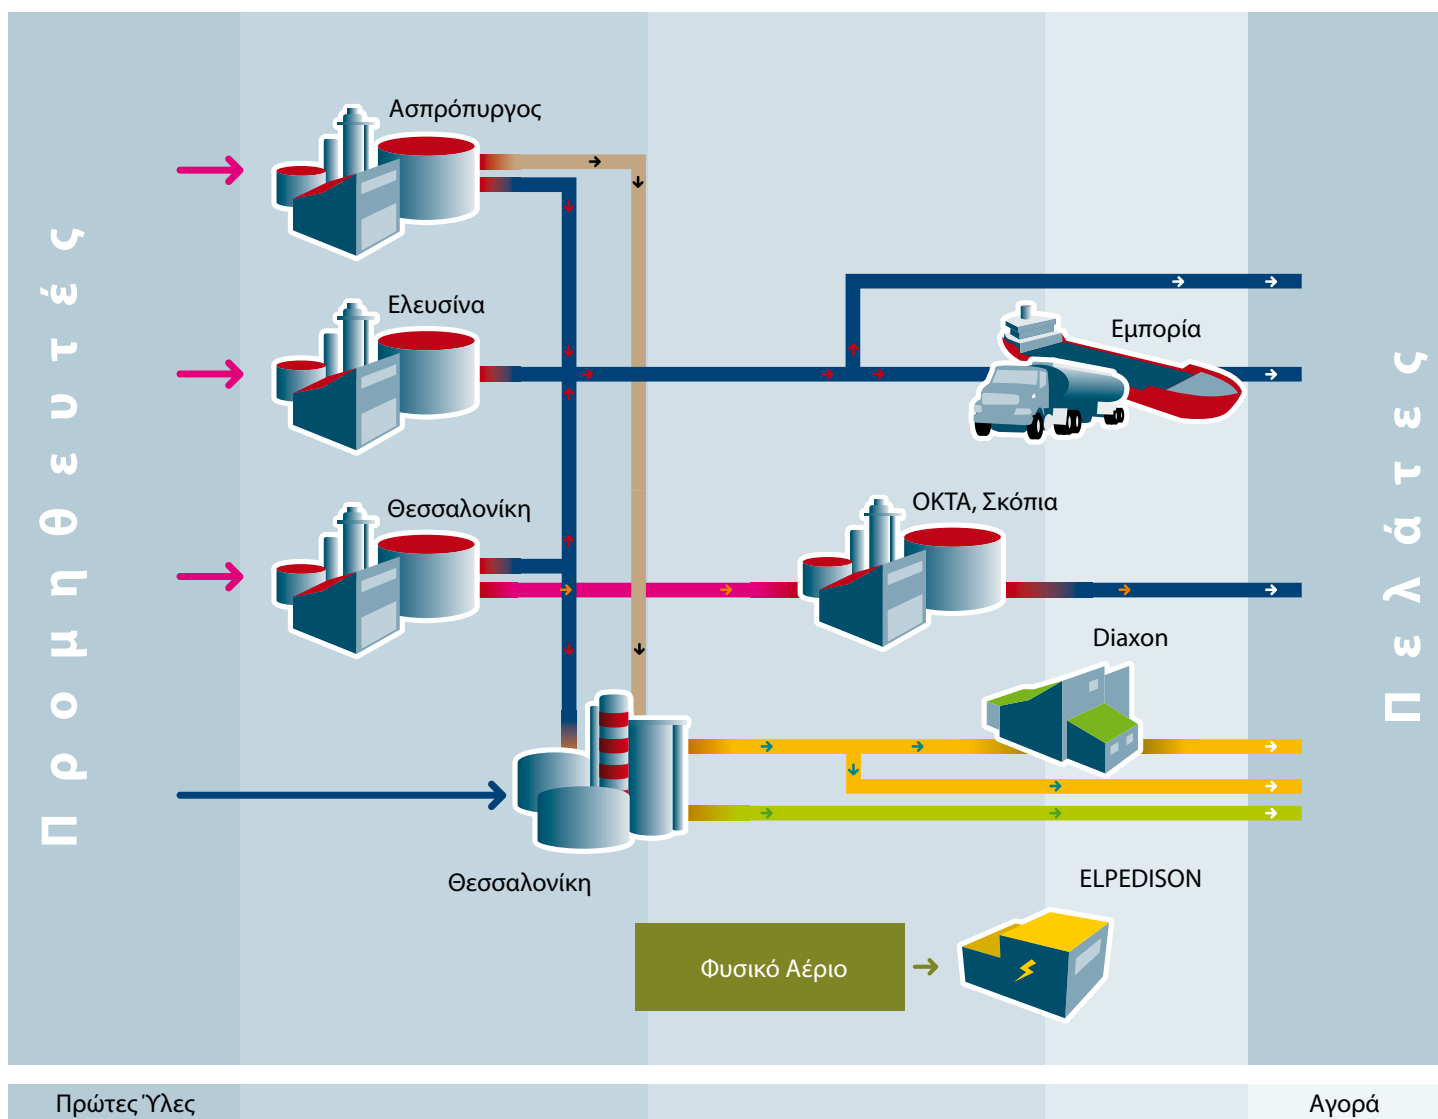 Προμηθευτές
Ασπρόπυργος
Ελευσίνα
Εμπορία
Θεσσαλονίκη
ΟΚΤΑ, Σκόπια
Diaxon
Θεσσαλονίκη
ELPEDISON
Φυσικό Αέριο
Πελάτες
Πρώτες Ύλες
Αγορά